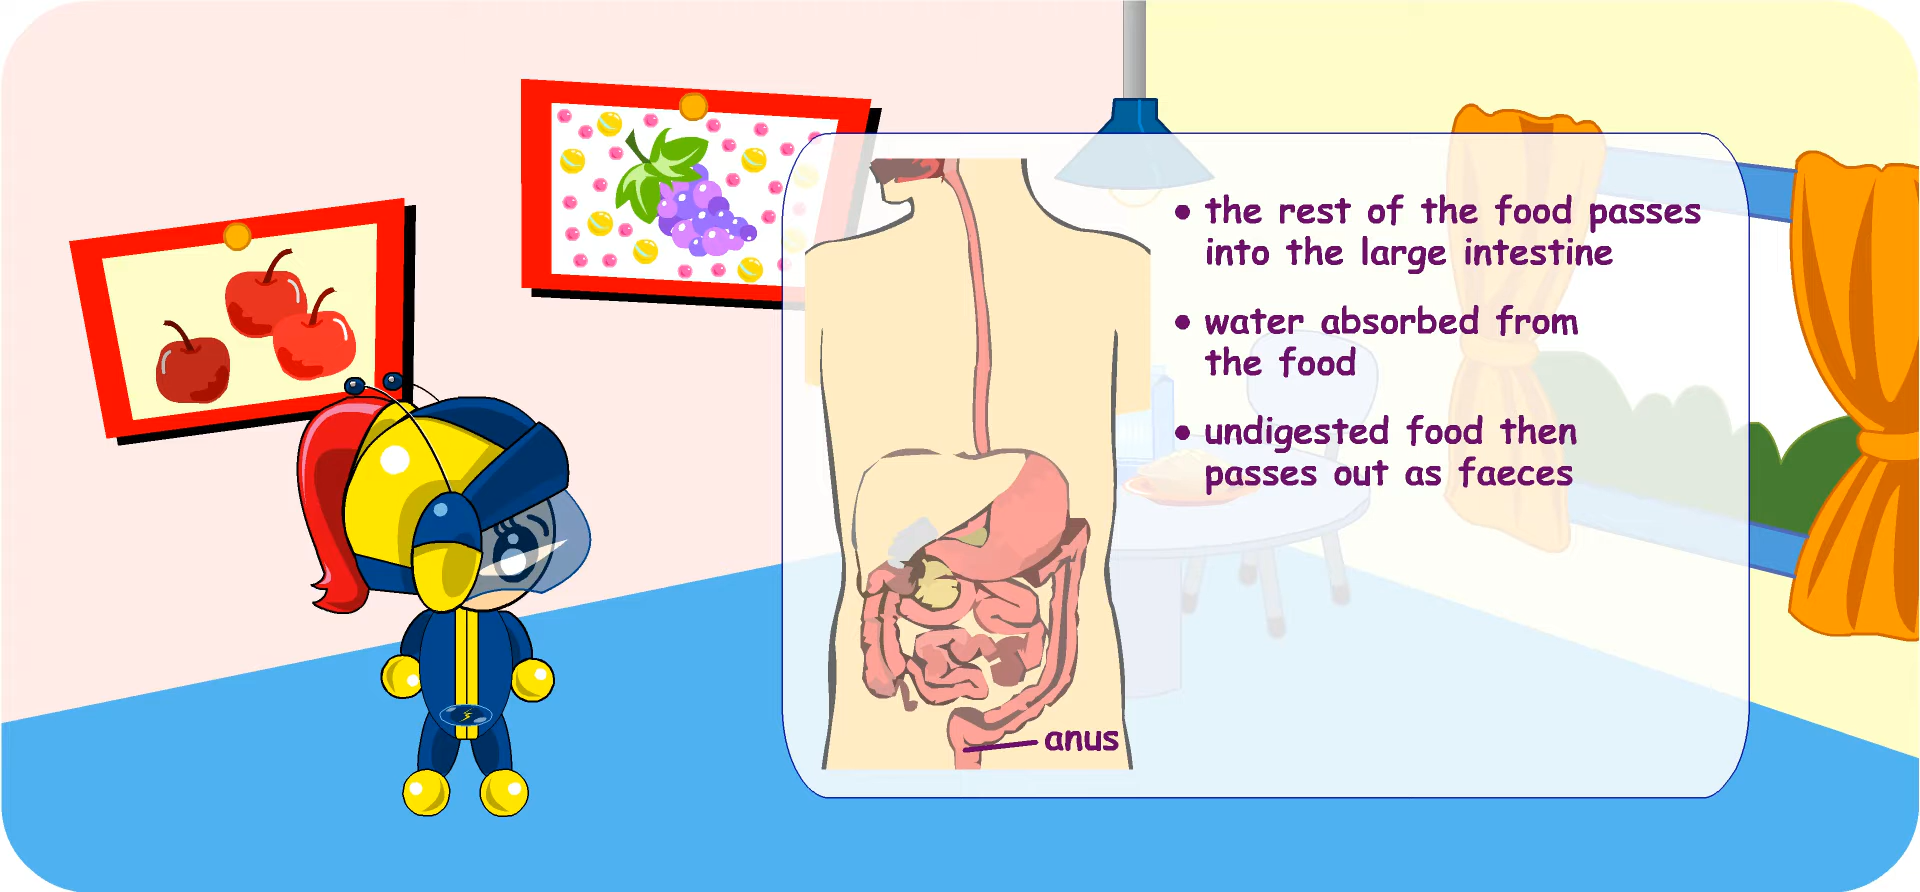 • the rest of the food passes
into the large intestine
• water absorbed from
the food
• undigested food then
passes out as faeces
anus